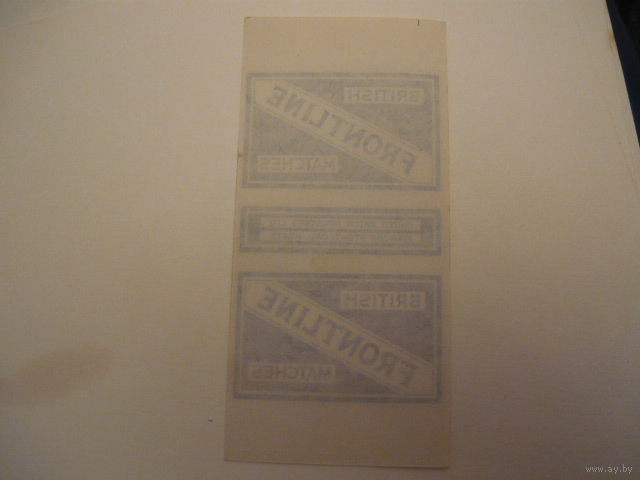 BRITISH
FRONTLINE
MATCHES
BRITISH
FRONTLINE
MATCHES
www.ay.by